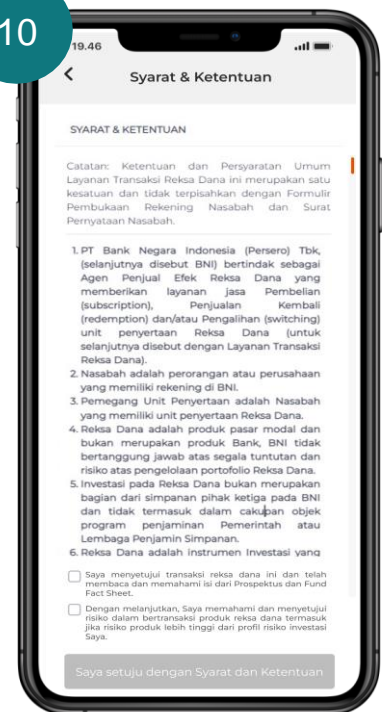 10
19.46
Syarat & Ketentuan
SYARAT & KETENTUAN
Catatan: Ketentuan dan Persyaratan Umum
Layanan Transaksi Reksa Dana ini merupakan satu
kesatuan dan tidak terpisahkan dengan Formulir
Pembukaan Rekening Nasabah dan Surat
Pernyataan Nasabah.
1. PT Bank Negara Indonesia (Persero) Tbk,
(selanjutnya disebut BNI) bertindak sebagai
Agen Penjual Efek Reksa Dana yang
memberikan layanan jasa Pembelian
(subscription), Penjualan Kembali
(redemption) dan/atau Pengalihan (switching)
unit penyertaan Reksa Dana (untuk
selanjutnya disebut dengan Layanan Transaksi
Reksa Dana).
2. Nasabah adalah perorangan atau perusahaan
yang memiliki rekening di BNI.
3. Pemegang Unit Penyertaan adalah Nasabah
yang memiliki unit penyertaan Reksa Dana.
4. Reksa Dana adalah produk pasar modal dan
bukan merupakan produk Bank, BNI tidak
bertanggung jawab atas segala tuntutan dan
risiko atas pengelolaan portofolio Reksa Dana.
5. Investasi pada Reksa Dana bukan merupakan
bagian dari simpanan pihak ketiga pada BNI
dan tidak termasuk dalam cakupan objek
program penjaminan Pemerintah atau
Lembaga Penjamin Simpanan.
6. Reksa Dana adalah instrumen Investasi yang
Saya menyetujui transaksi reksa dana ini dan telah
membaca dan memahami isi dari Prospektus dan Fund
Fact Sheet.
Dengan melanjutkan, Saya memahami dan menyetujui
risiko dalam bertransaksi produk reksa dana termasuk
jika risiko produk lebih tinggi dari profil risiko investasi
Saya.
Saya setuju dengan Syarat dan Ketentuan